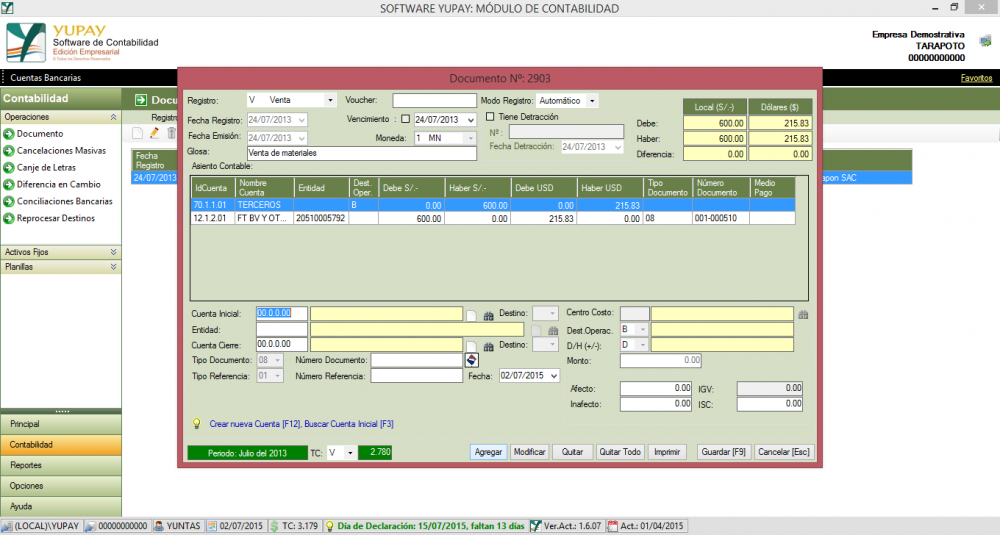 SOFTWARE YUPAY: MÓDULO DE CONTABILIDAD
YUPAY
Software de Contabilidad
Edición Empresarial
Empresa Demostrativa
TARAPOTO
00000000000
Cuentas Bancarias
Favoritos
Contabilidad
Operaciones
Documento
Cancelaciones Masivas
Canje de Letras
Diferencia en Cambio
Conciliaciones Bancarias
Reprocesar Destinos
Activos Fijos
Planillas
Principal
Contabilidad
Reportes
Opciones
Ayuda
Docu
Registr
Fecha
Registro
24/07/2013
apon SAC
Documento Nº: 2903
Registro: V Venta Voucher: Modo Registro: Automático
Fecha Registro: 24/07/2013 Vencimiento : 24/07/2013 Tiene Detracción
Fecha Emisión: 24/07/2013 Moneda: 1 MN Nº :
Glosa: Venta de materiales Fecha Detracción: 24/07/2013
Local (S/.-) Dólares ($)
Debe: 600.00 215.83
Haber: 600.00 215.83
Diferencia: 0.00 0.00
Asiento Contable:
IdCuenta Nombre Cuenta Entidad Dest. Oper. Debe S/.- Haber S/.- Debe USD Haber USD Tipo Documento Número Documento Medio Pago
70.1.1.01 TERCEROS B 0.00 600.00 0.00 215.83
12.1.2.01 FT BV Y OT... 20510005792 600.00 0.00 215.83 0.00 08 001-000510
Cuenta Inicial: 00.0.0.00 Destino: Centro Costo:
Entidad: Dest.Operac. B
Cuenta Cierre: 00.0.0.00 Destino: D/H (+/-): D
Tipo Documento: 08 Número Documento: Monto: 0.00
Tipo Referencia: 01 Número Referencia: Fecha: 02/07/2015
Afecto: 0.00 IGV: 0.00
Inafecto: 0.00 ISC: 0.00
Crear nueva Cuenta [F12], Buscar Cuenta Inicial [F3]
Periodo: Julio del 2013 TC: V 2.780
Agregar Modificar Quitar Quitar Todo Imprimir Guardar [F9] Cancelar [Esc]
(LOCAL)\YUPAY 00000000000 YUNTAS 02/07/2015 TC: 3.179 Día de Declaración: 15/07/2015, faltan 13 días Ver.Act.: 1.6.07 Act.: 01/04/2015